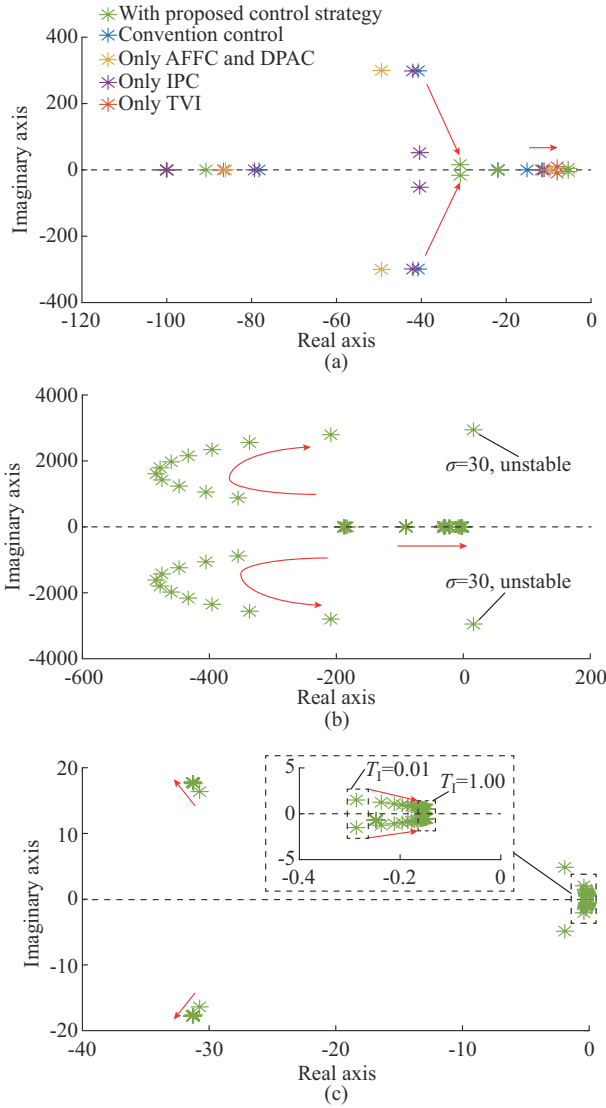 With proposed control strategy
Convention control
Only AFFC and DPAC
Only IPC
Only TVI
400
200
0
-200
-400
-120
-100
-80
-60
-40
-20
0
Imaginary axis
Real axis
(a)
4000
2000
0
-2000
-4000
-600
-400
-200
0
200
σ=30, unstable
σ=30, unstable
Imaginary axis
Real axis
(b)
20
10
0
-10
-20
-40
-30
-20
-10
0
5
0
-5
-0.4
-0.2
0
T_I=0.01
T_I=1.00
Imaginary axis
Real axis
(c)